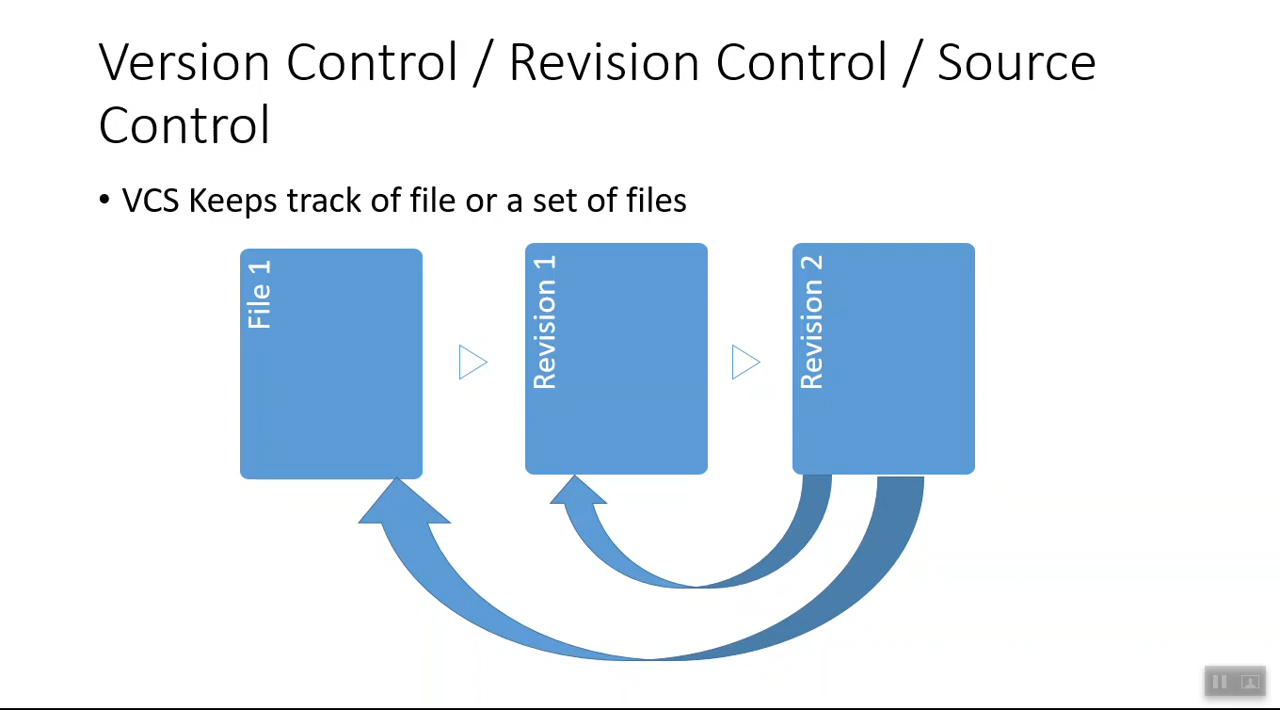 Version Control / Revision Control / Source
Control
• VCS Keeps track of file or a set of files
File 1
Revision 1
Revision 2